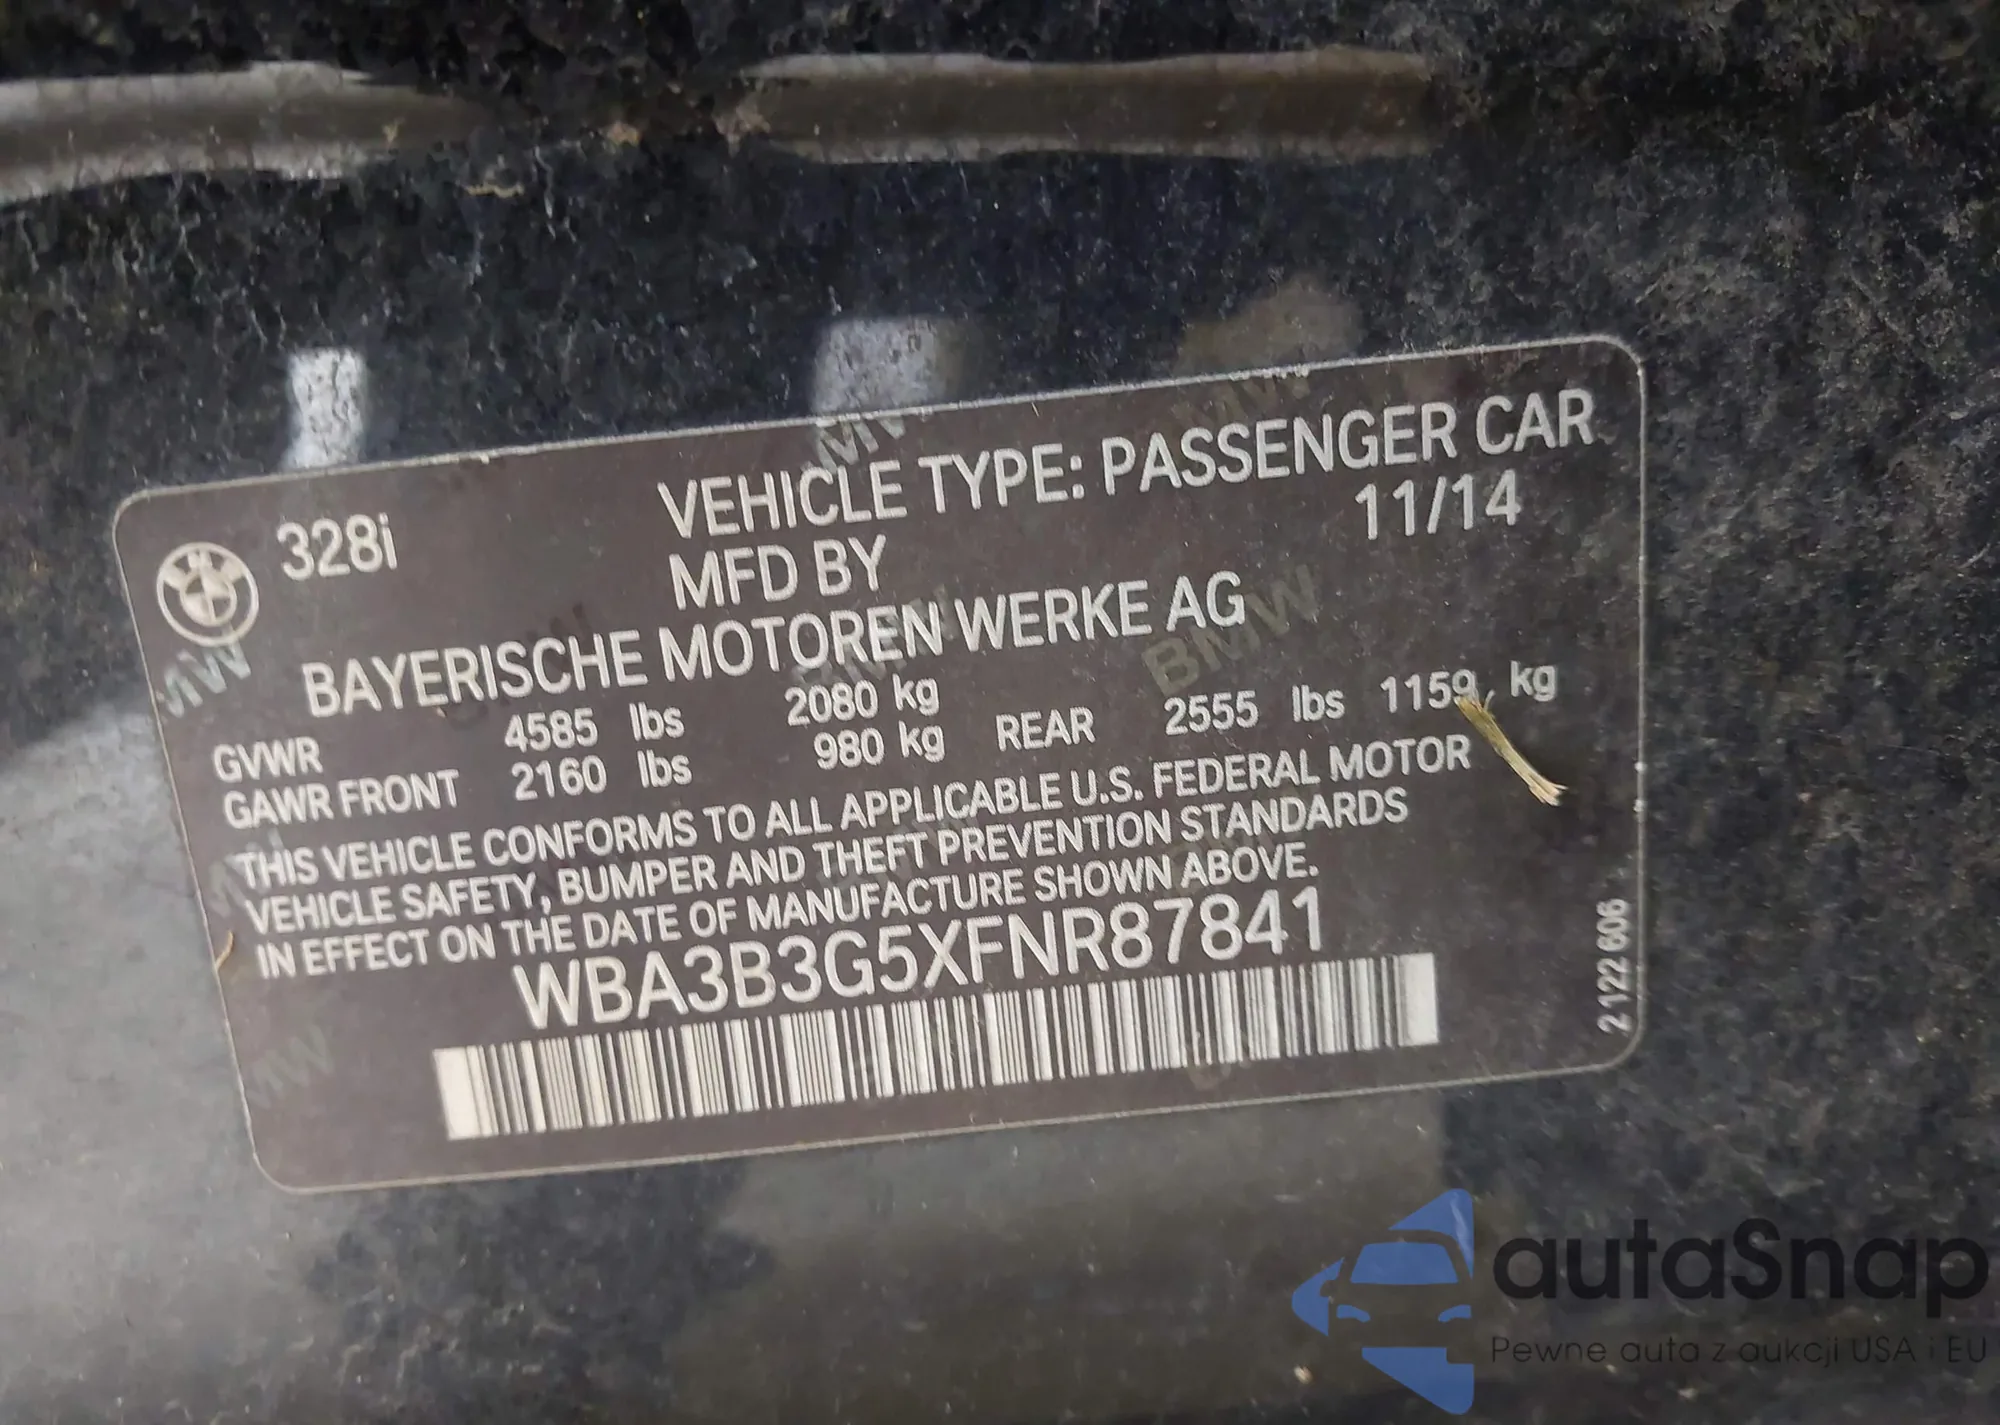 328i
VEHICLE TYPE: PASSENGER CAR
MFD BY 11/14
BAYERISCHE MOTOREN WERKE AG
GVWR 4585 lbs 2080 kg
GAWR FRONT 2160 lbs 980 kg REAR 2555 lbs 1159 kg
THIS VEHICLE CONFORMS TO ALL APPLICABLE U.S. FEDERAL MOTOR
VEHICLE SAFETY, BUMPER AND THEFT PREVENTION STANDARDS
IN EFFECT ON THE DATE OF MANUFACTURE SHOWN ABOVE.
WBA3B3G5XFNR87841
2 122 606
autaSnap
Pewne auta z aukcji USA i EU